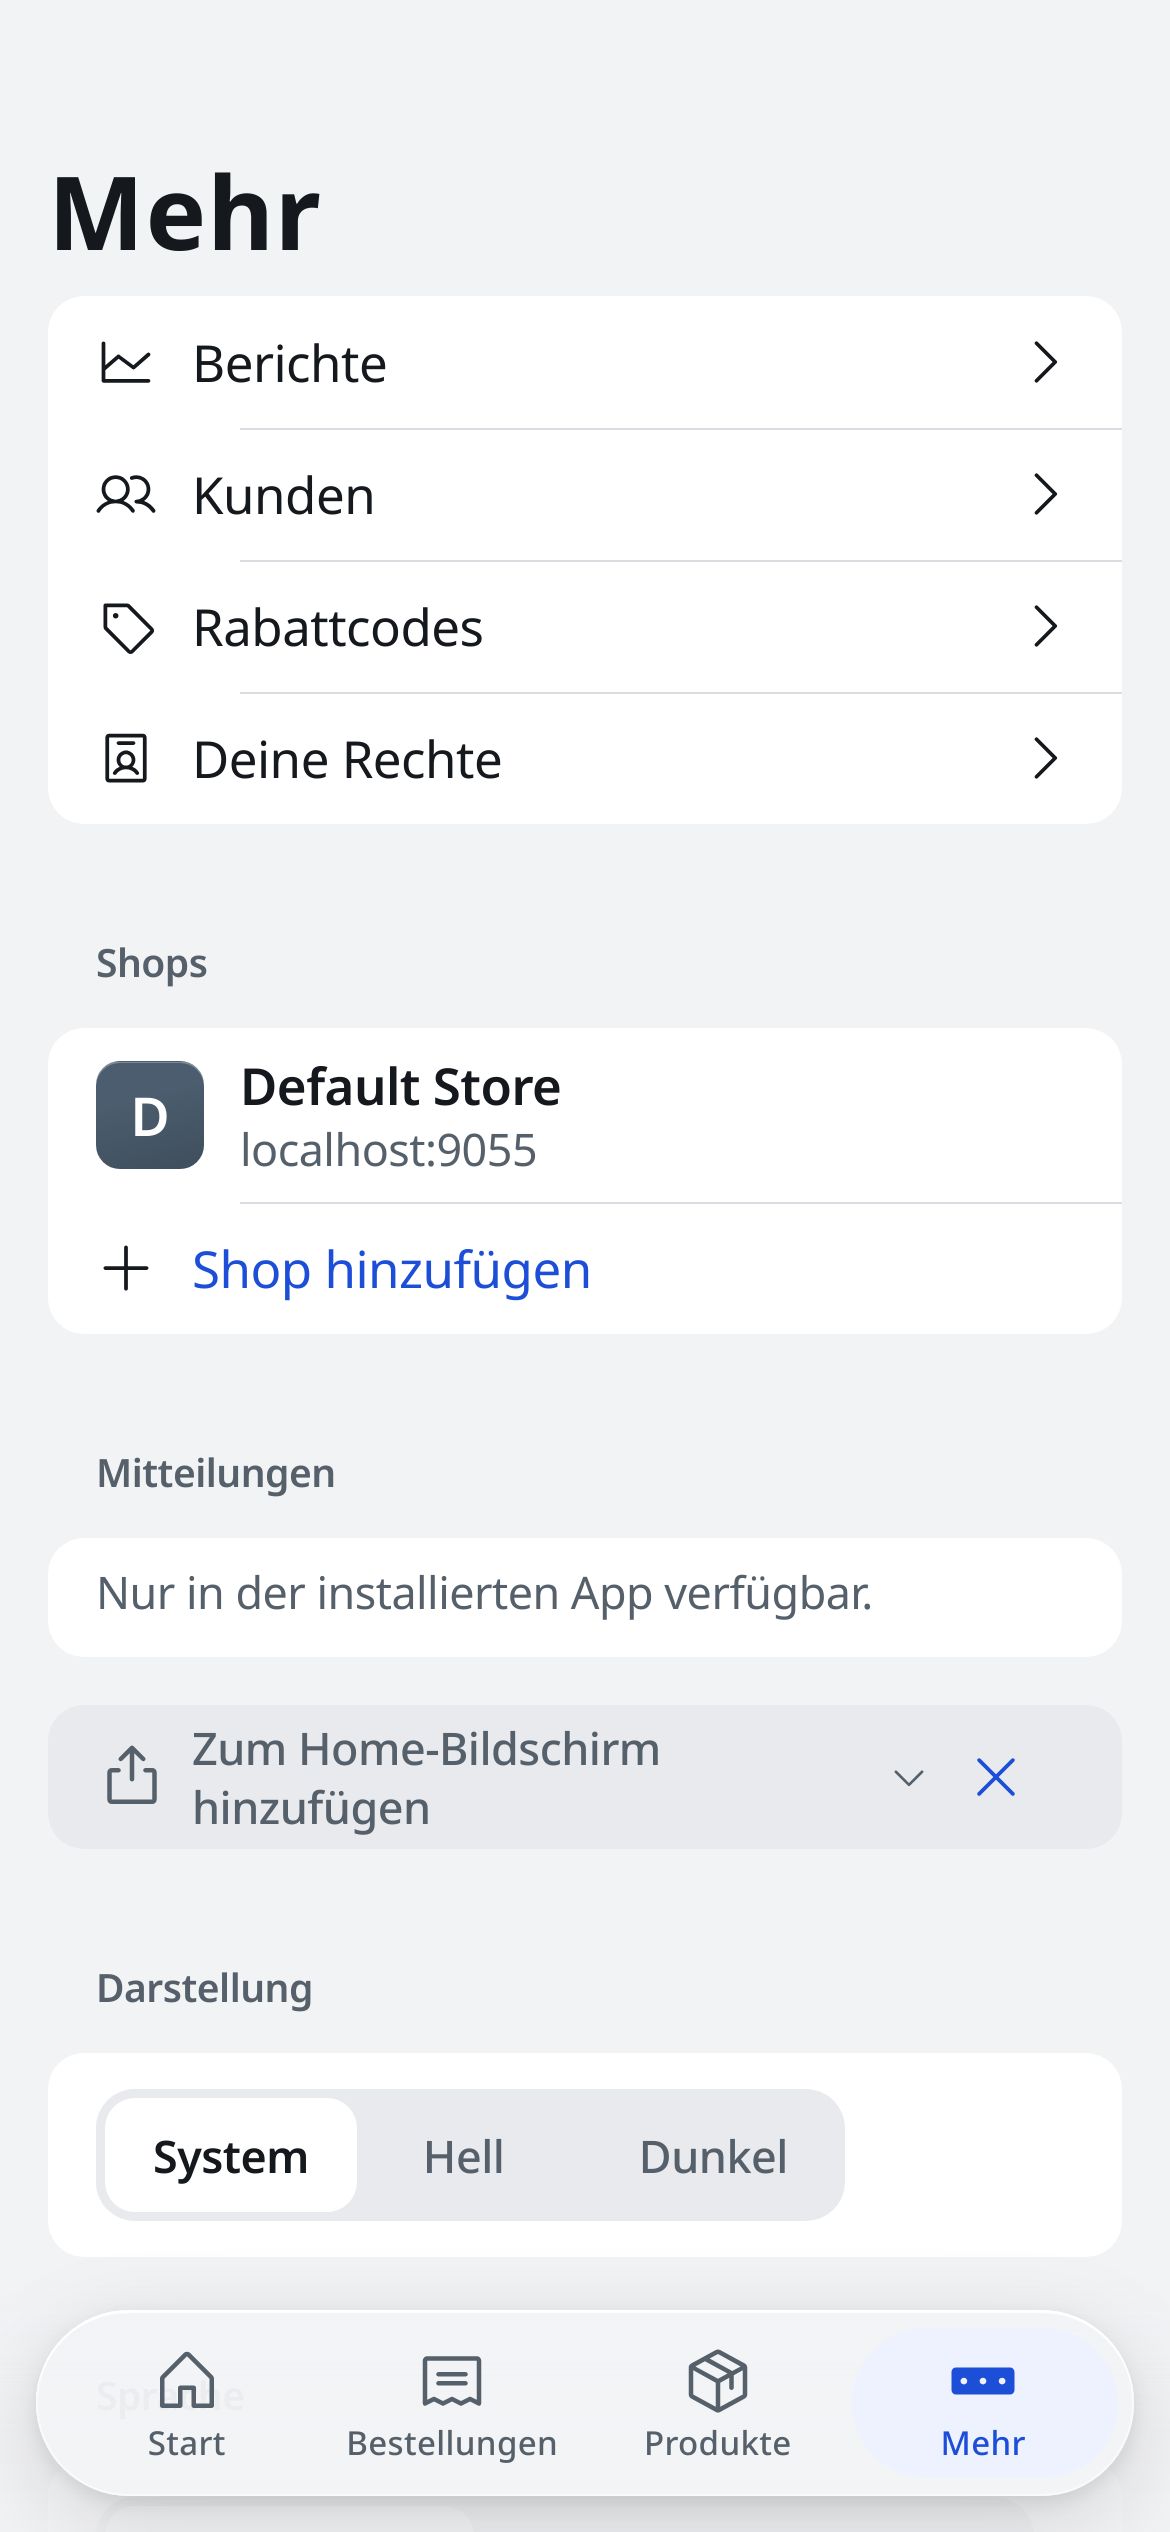 Mehr
Berichte
Kunden
Rabattcodes
Deine Rechte
Shops
D
Default Store
localhost:9055
Shop hinzufügen
Mitteilungen
Nur in der installierten App verfügbar.
Zum Home-Bildschirm
hinzufügen
Darstellung
System
Hell
Dunkel
Sprache
Start
Bestellungen
Produkte
Mehr